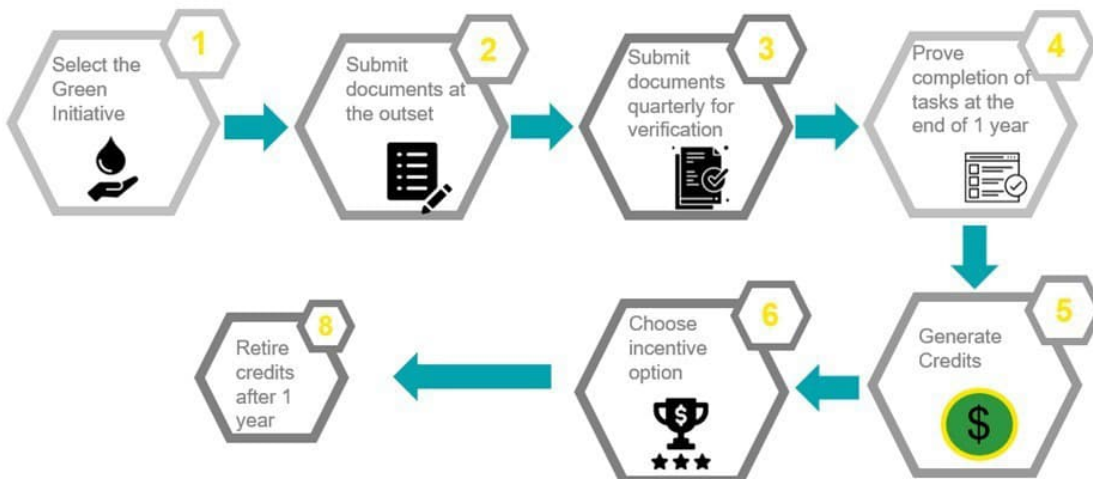 1
Select the
Green
Initiative
2
Submit
documents at
the outset
3
Submit
documents
quarterly for
verification
4
Prove
completion of
tasks at the
end of 1 year
5
Generate
Credits
$
6
Choose
incentive
option
$
8
Retire
credits
after 1
year